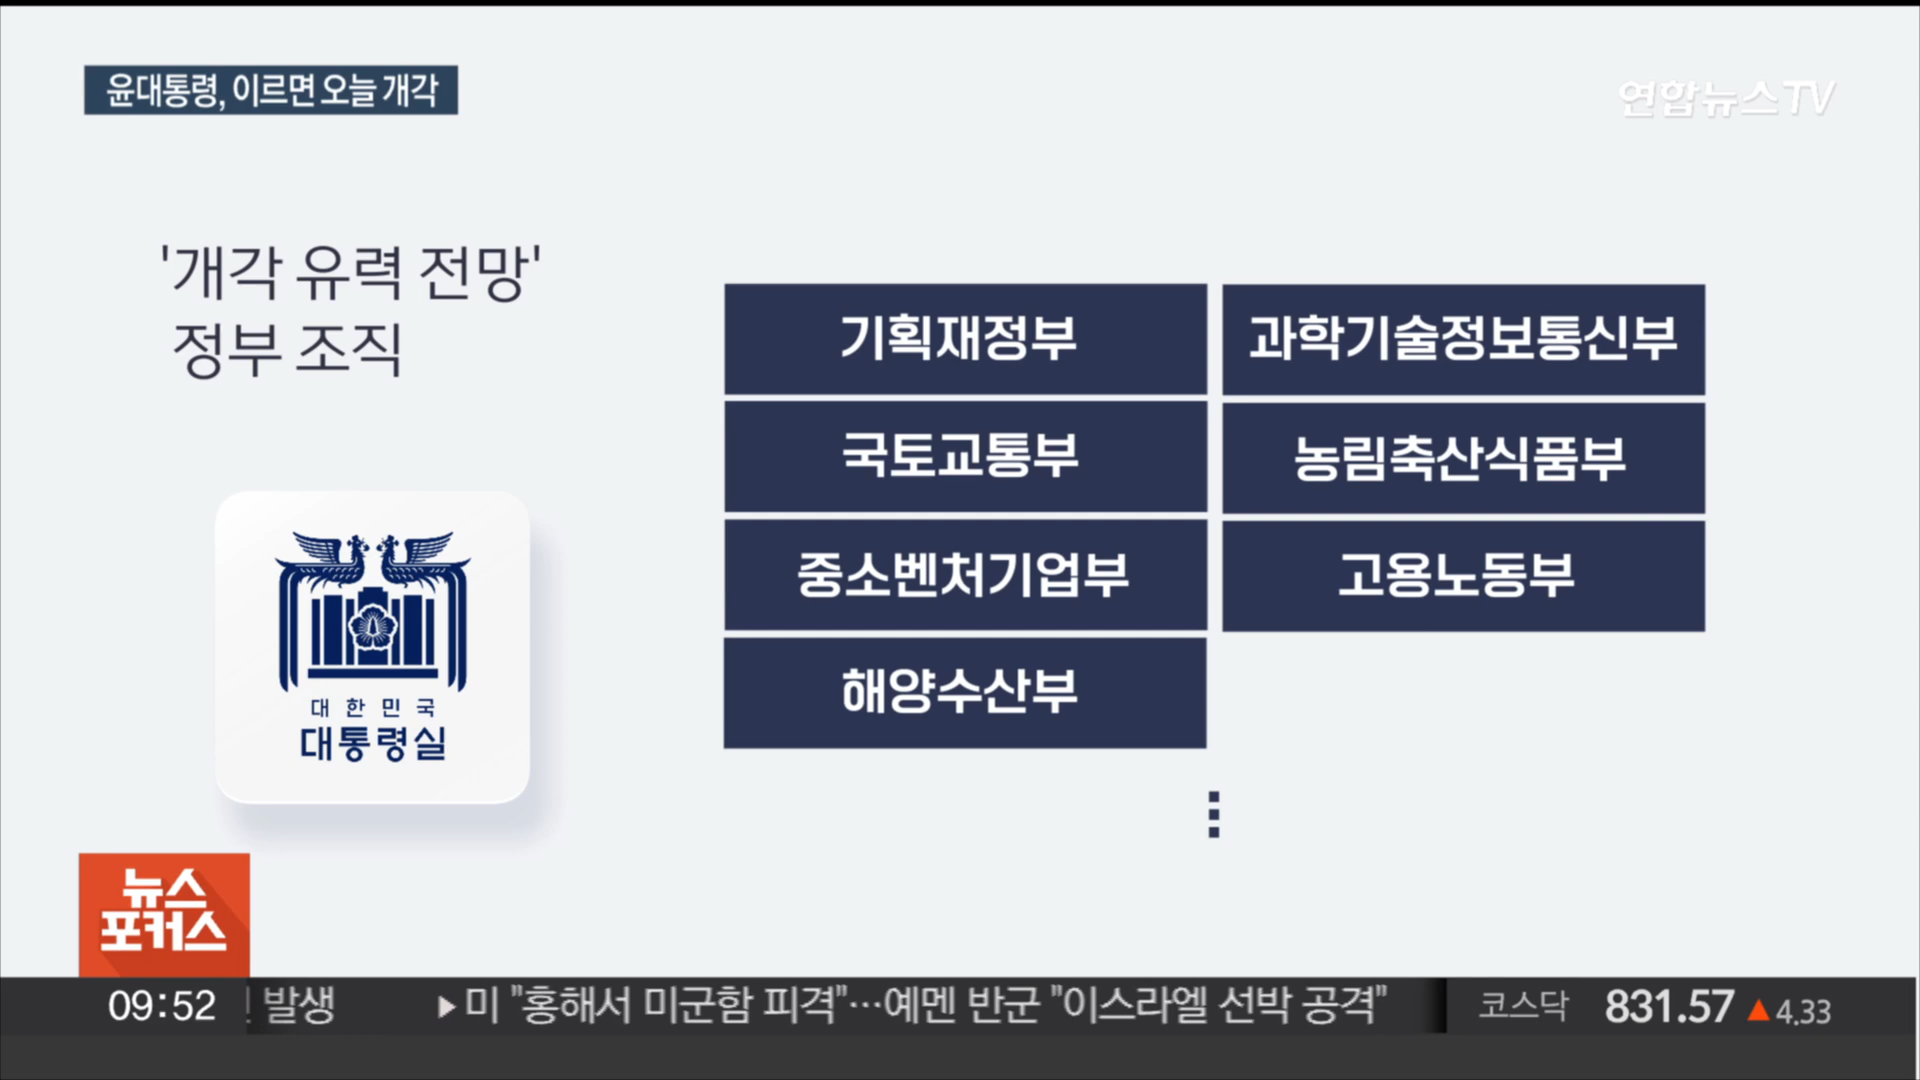 윤대통령, 이르면 오늘 개각
연합뉴스TV
'개각 유력 전망'
정부 조직
기획재정부
과학기술정보통신부
국토교통부
농림축산식품부
중소벤처기업부
고용노동부
해양수산부
대한민국
대통령실
뉴스
포커스
09:52
발생 ▶미 "홍해서 미군함 피격"…예멘 반군 "이스라엘 선박 공격"
코스닥 831.57 ▲4.33